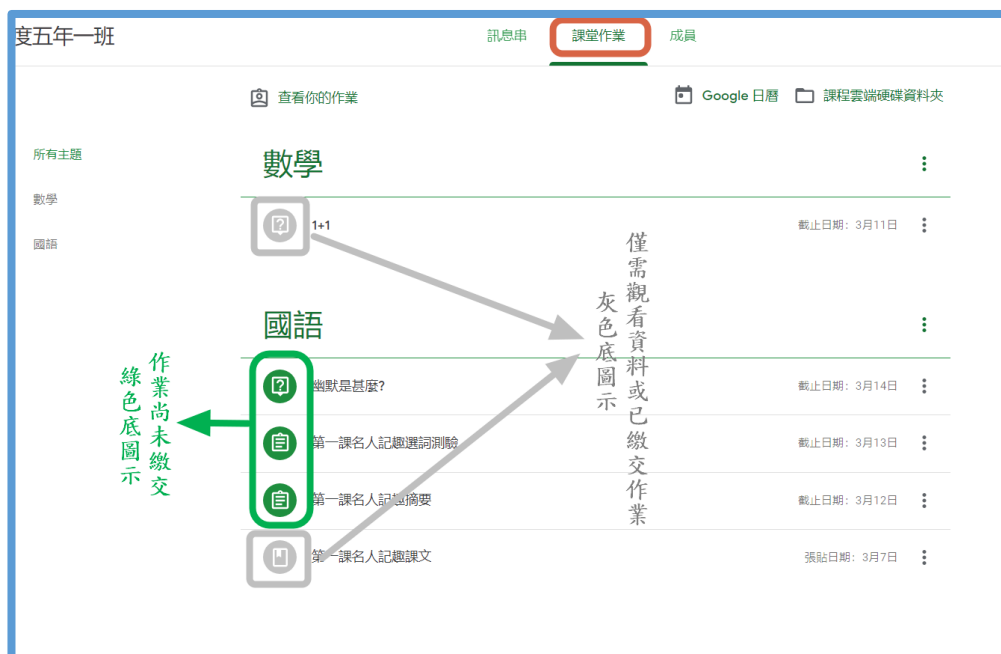 度五年一班
訊息串
課堂作業
成員
查看你的作業
Google 日曆
課程雲端硬碟資料夾
所有主題
數學
國語
數學
1+1
截止日期：3月11日
國語
幽默是甚麼?
截止日期：3月14日
第一課名人記趣選詞測驗
截止日期：3月13日
第一課名人記趣摘要
截止日期：3月12日
第一課名人記趣課文
張貼日期：3月7日
作業尚未繳交
綠色底圖示
僅需觀看資料或已繳交作業
灰色底圖示